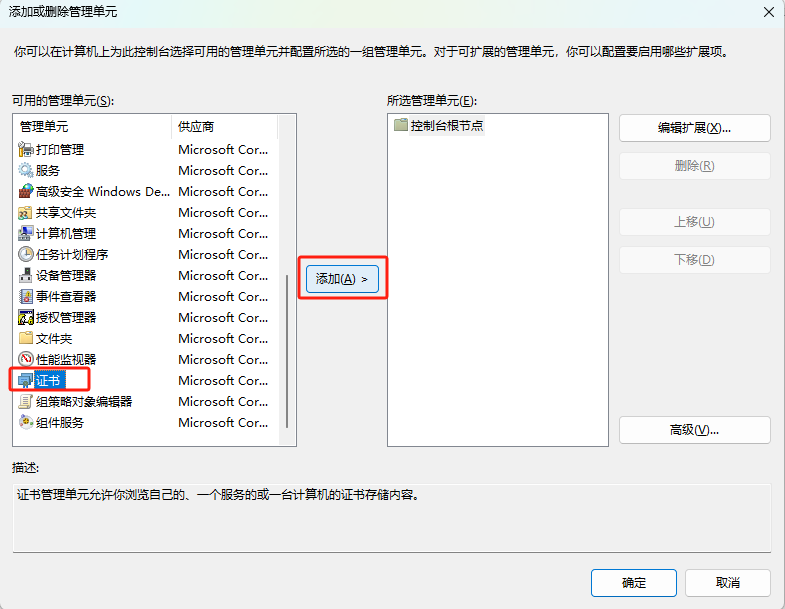 添加或删除管理单元
你可以在计算机上为此控制台选择可用的管理单元并配置所选的一组管理单元。对于可扩展的管理单元，你可以配置要启用哪些扩展项。
可用的管理单元(S):
所选管理单元(E):
管理单元 供应商
打印管理 Microsoft Cor...
服务 Microsoft Cor...
高级安全 Windows De... Microsoft Cor...
共享文件夹 Microsoft Cor...
计算机管理 Microsoft Cor...
任务计划程序 Microsoft Cor...
设备管理器 Microsoft Cor...
事件查看器 Microsoft Cor...
授权管理器 Microsoft Cor...
文件夹 Microsoft Cor...
性能监视器 Microsoft Cor...
证书 Microsoft Cor...
组策略对象编辑器 Microsoft Cor...
组件服务 Microsoft Cor...
添加(A) >
控制台根节点
编辑扩展(X)...
删除(R)
上移(U)
下移(D)
高级(V)...
描述:
证书管理单元允许你浏览自己的、一个服务的或一台计算机的证书存储内容。
确定
取消